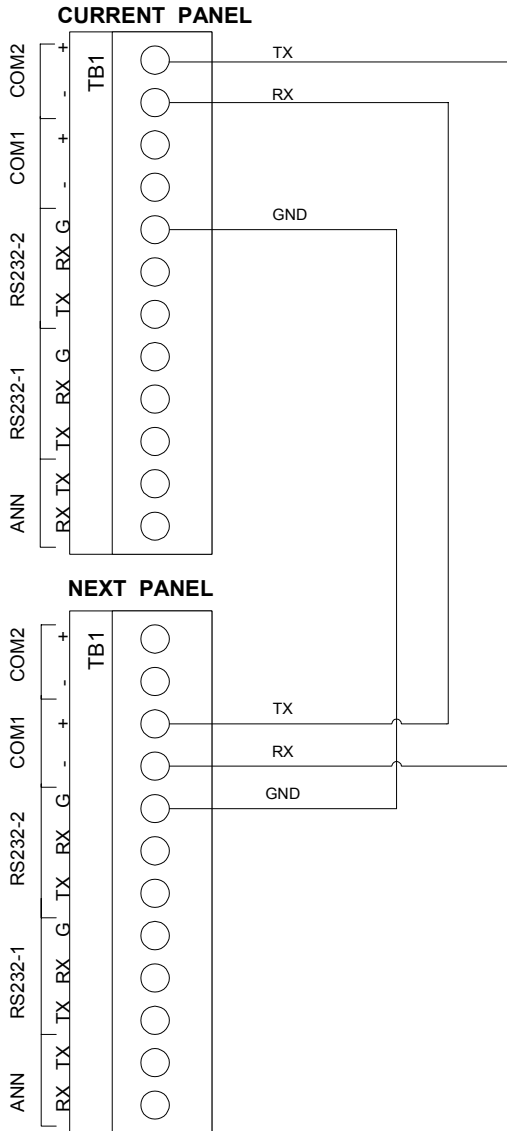 CURRENT PANEL
TB1
COM2
+
-
COM1
+
-
RS232-2
G
RX
TX
RS232-1
G
RX
TX
ANN
TX
RX
TX
RX
GND
NEXT PANEL
TB1
COM2
+
-
COM1
+
-
RS232-2
G
RX
TX
RS232-1
G
RX
TX
ANN
TX
RX
TX
RX
GND